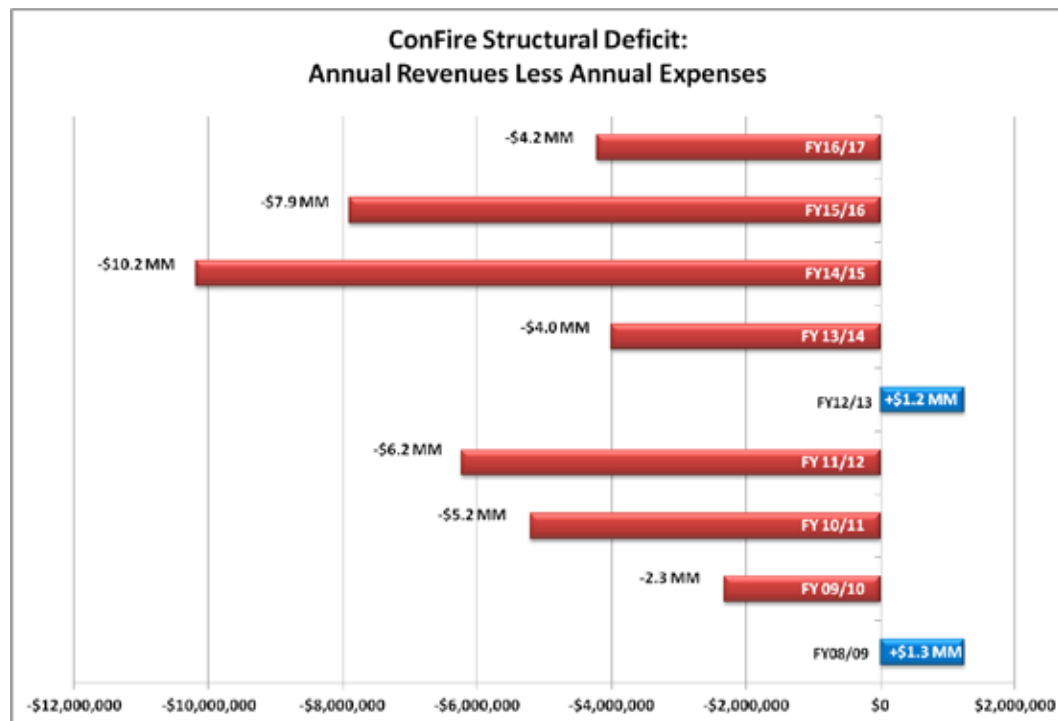 ConFire Structural Deficit:
Annual Revenues Less Annual Expenses
-$4.2 MM FY16/17
-$7.9 MM FY15/16
-$10.2 MM FY14/15
-$4.0 MM FY 13/14
FY12/13 +$1.2 MM
-$6.2 MM FY 11/12
-$5.2 MM FY 10/11
-2.3 MM FY 09/10
FY08/09 +$1.3 MM
-$12,000,000 -$10,000,000 -$8,000,000 -$6,000,000 -$4,000,000 -$2,000,000 $0 $2,000,000